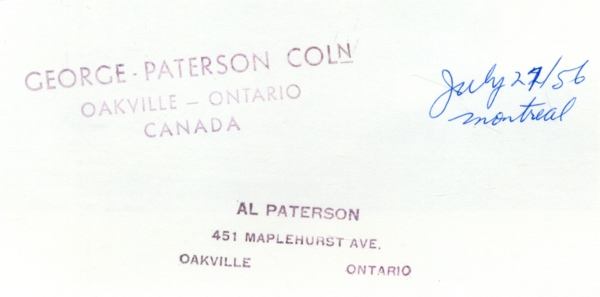 GEORGE-PATERSON COLN
OAKVILLE — ONTARIO
CANADA
July 27/56
montreal
AL PATERSON
451 MAPLEHURST AVE.
OAKVILLE ONTARIO